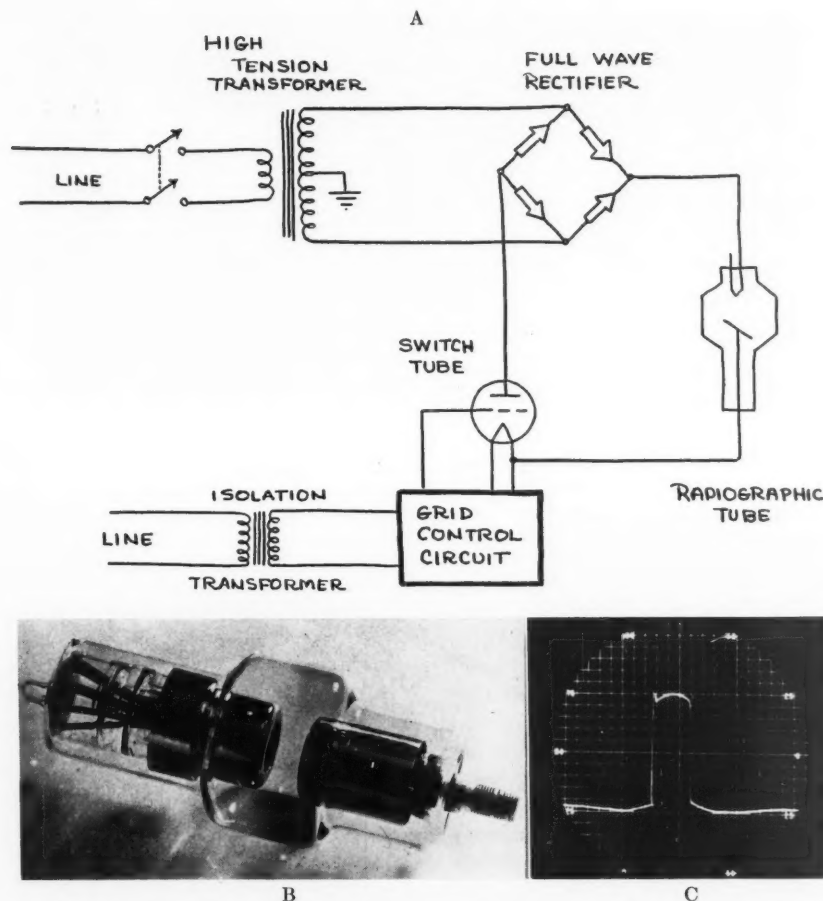 A
HIGH
TENSION
TRANSFORMER
FULL WAVE
RECTIFIER
LINE
SWITCH
TUBE
ISOLATION
LINE
TRANSFORMER
GRID
CONTROL
CIRCUIT
RADIOGRAPHIC
TUBE
B
C